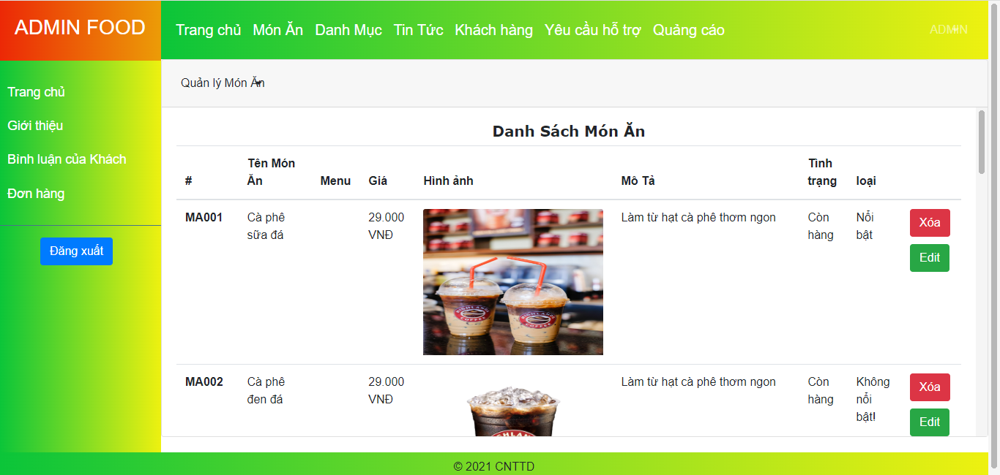 ADMIN FOOD
Trang chủ Món Ăn Danh Mục Tin Tức Khách hàng Yêu cầu hỗ trợ Quảng cáo ADMIN
Trang chủ
Giới thiệu
Bình luận của Khách
Đơn hàng
Đăng xuất
Quản lý Món Ăn
Danh Sách Món Ăn
# Tên Món Ăn Menu Giá Hình ảnh Mô Tả Tình trạng loại
MA001 Cà phê sữa đá 29.000 VNĐ Làm từ hạt cà phê thơm ngon Còn hàng Nổi bật Xóa
Edit
HIGHLANDS COFFEE
HIGHLANDS COFFEE
MA002 Cà phê đen đá 29.000 VNĐ Làm từ hạt cà phê thơm ngon Còn hàng Không nổi bật! Xóa
Edit
© 2021 CNTTD